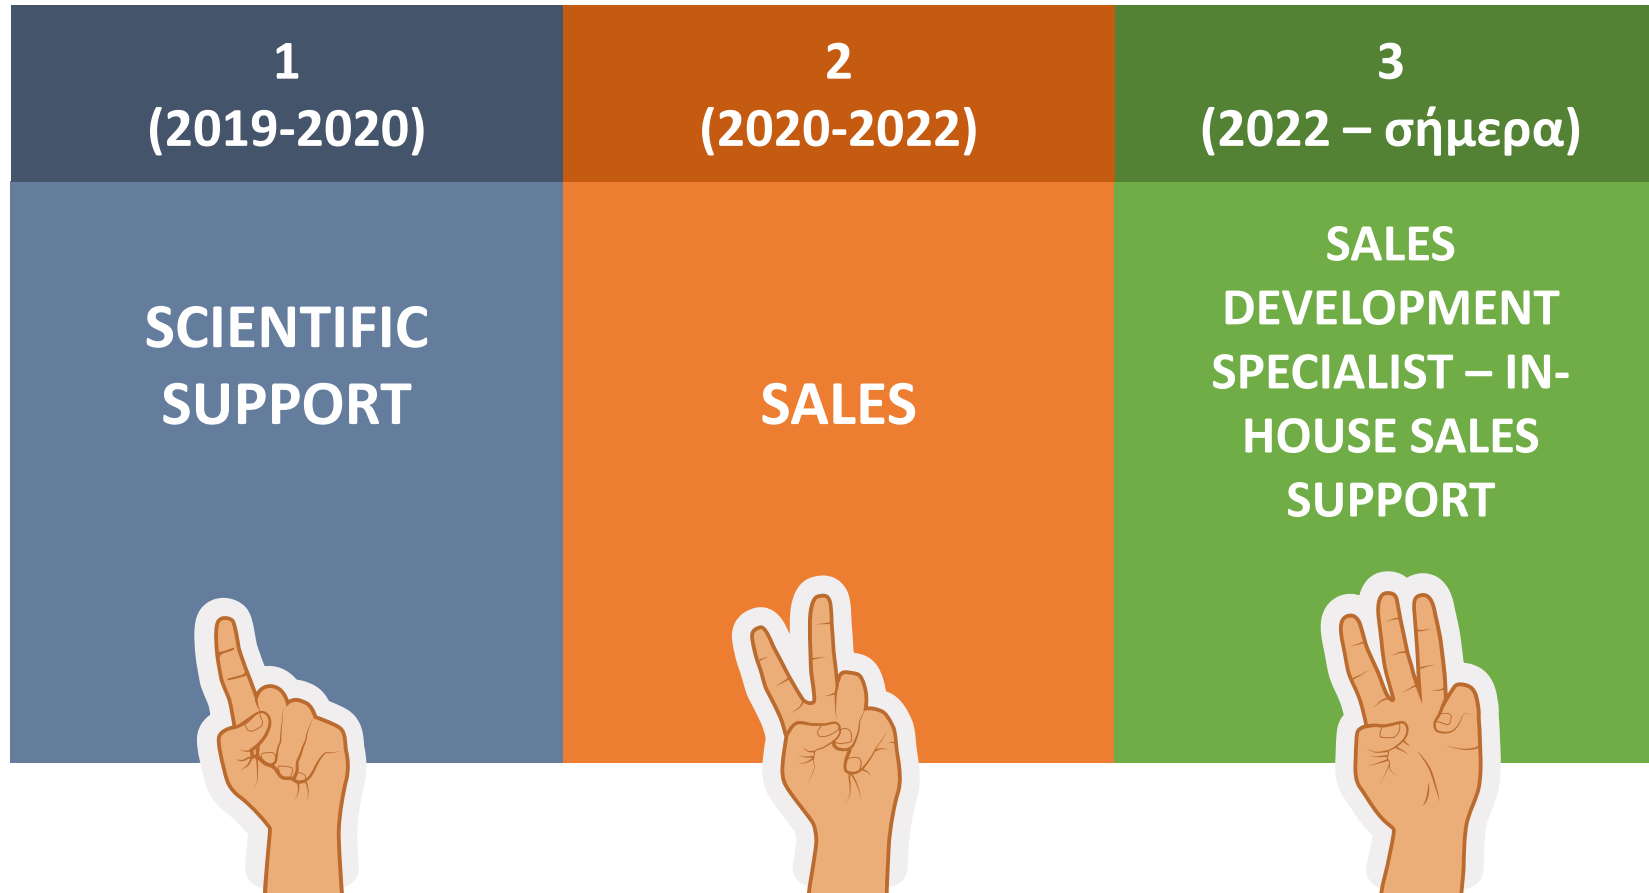 1
(2019-2020)
2
(2020-2022)
3
(2022 – σήμερα)
SCIENTIFIC
SUPPORT
SALES
SALES
DEVELOPMENT
SPECIALIST – IN-
HOUSE SALES
SUPPORT